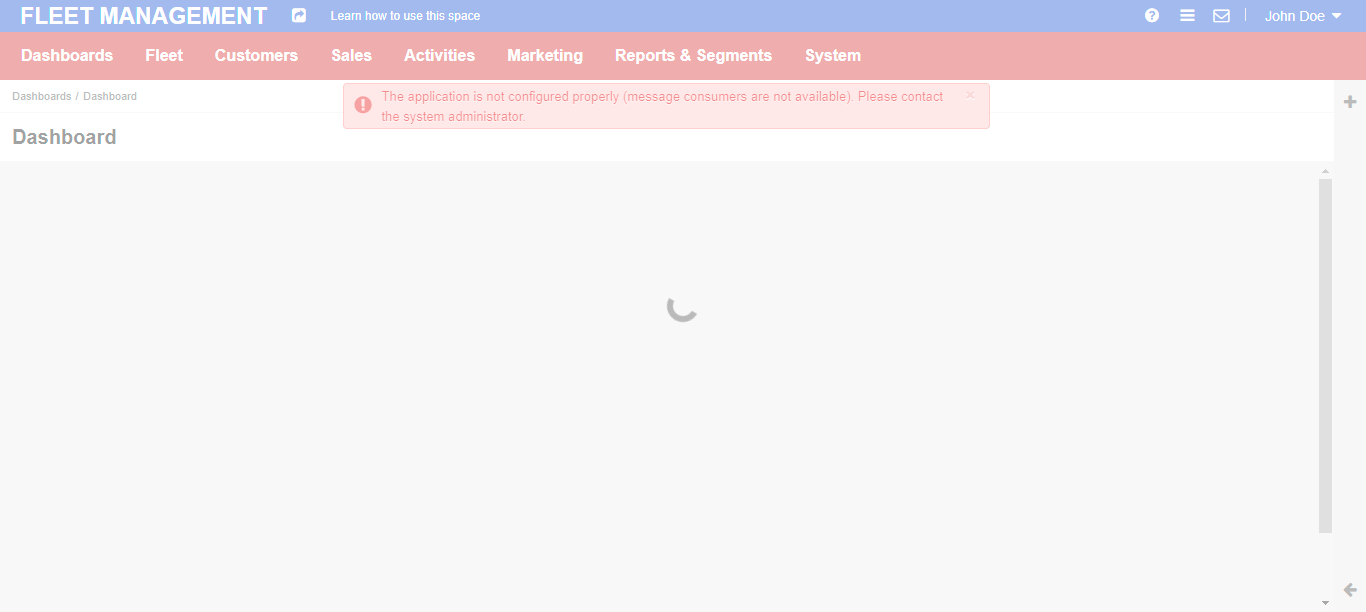 FLEET MANAGEMENT Learn how to use this space John Doe
Dashboards Fleet Customers Sales Activities Marketing Reports & Segments System
Dashboards / Dashboard
The application is not configured properly (message consumers are not available). Please contact
the system administrator.
Dashboard